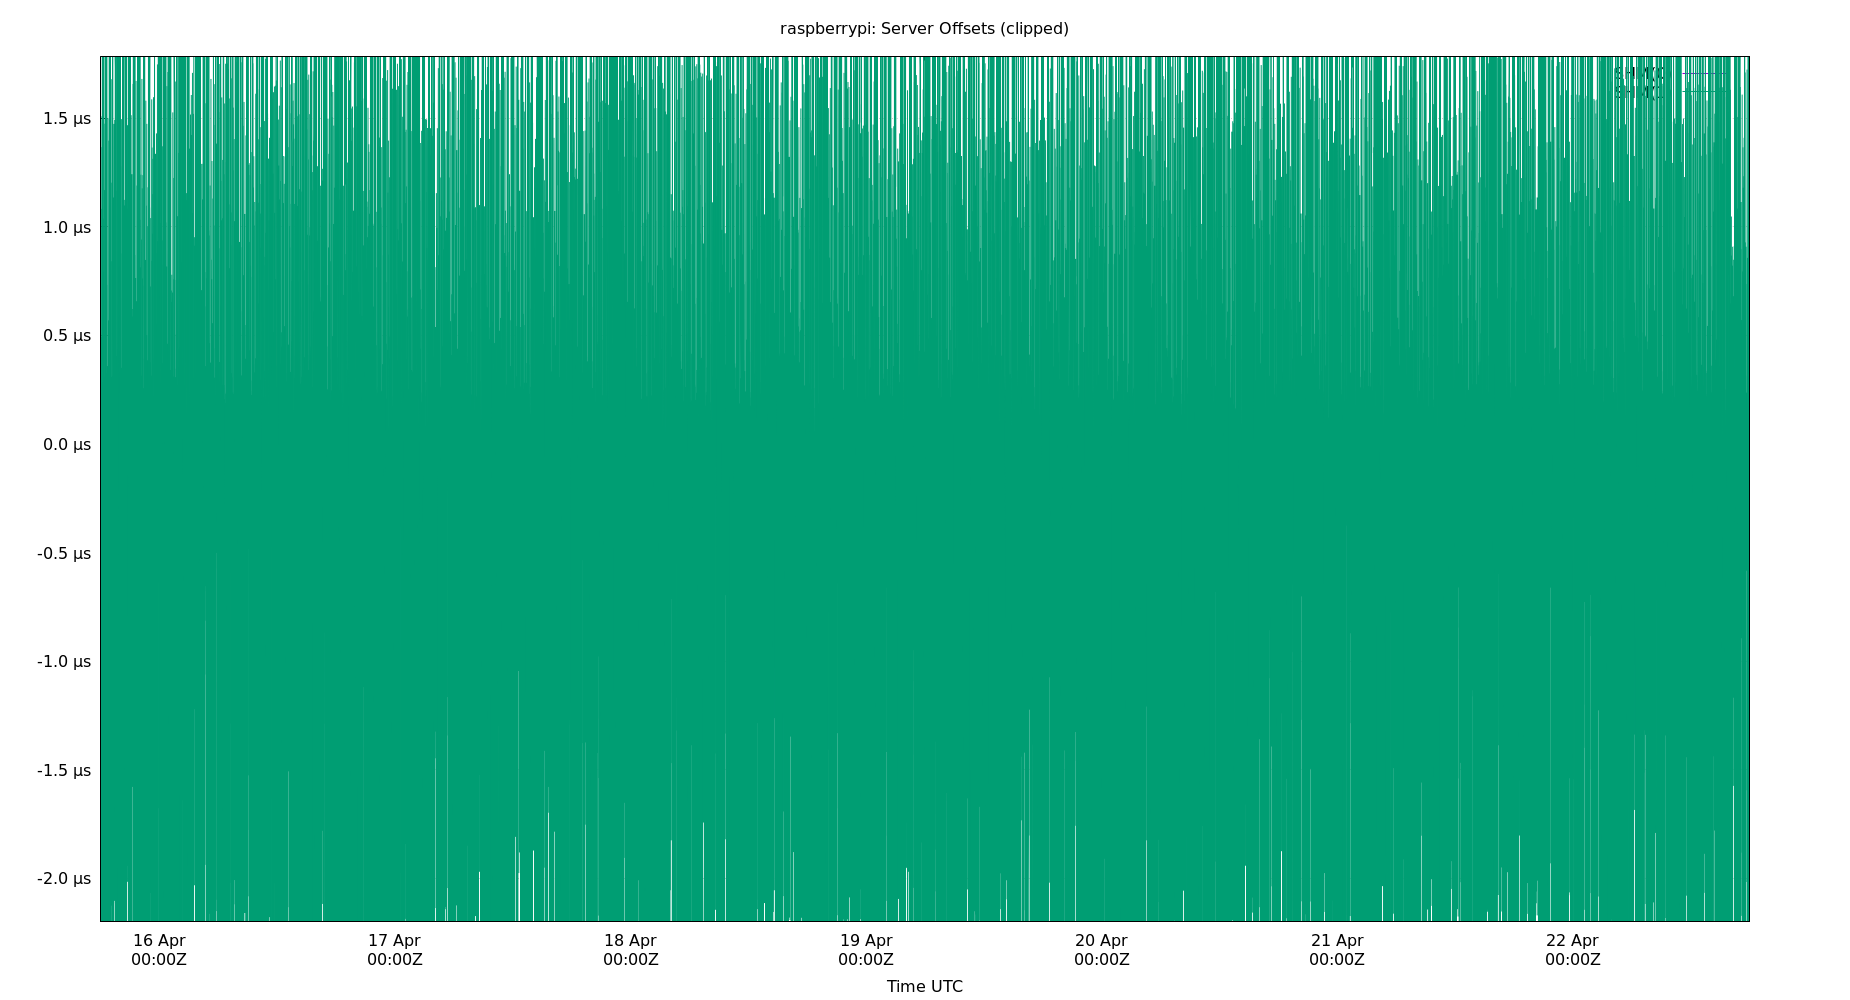 raspberrypi: Server Offsets (clipped)
1.5 µs
1.0 µs
0.5 µs
0.0 µs
-0.5 µs
-1.0 µs
-1.5 µs
-2.0 µs
16 Apr 17 Apr 18 Apr 19 Apr 20 Apr 21 Apr 22 Apr
00:00Z 00:00Z 00:00Z 00:00Z 00:00Z 00:00Z 00:00Z
Time UTC